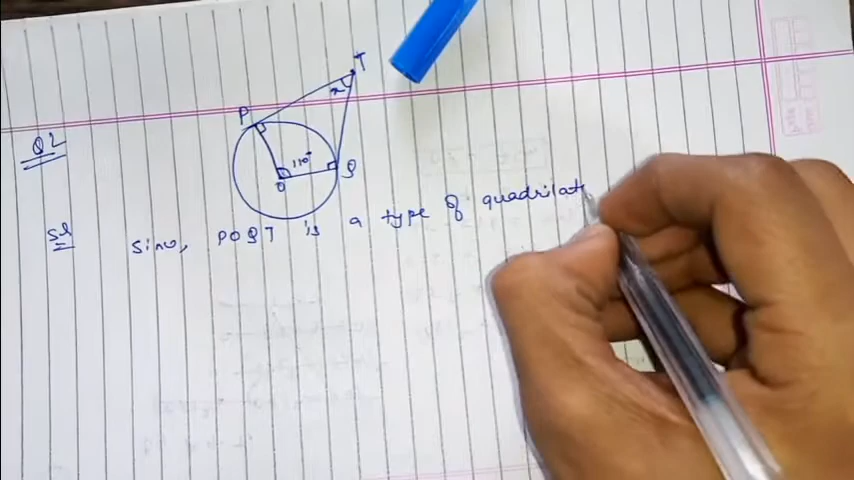 T
x
P
Q2
110°
Q
O
Sol
Since, POQT is a type of quadrilat